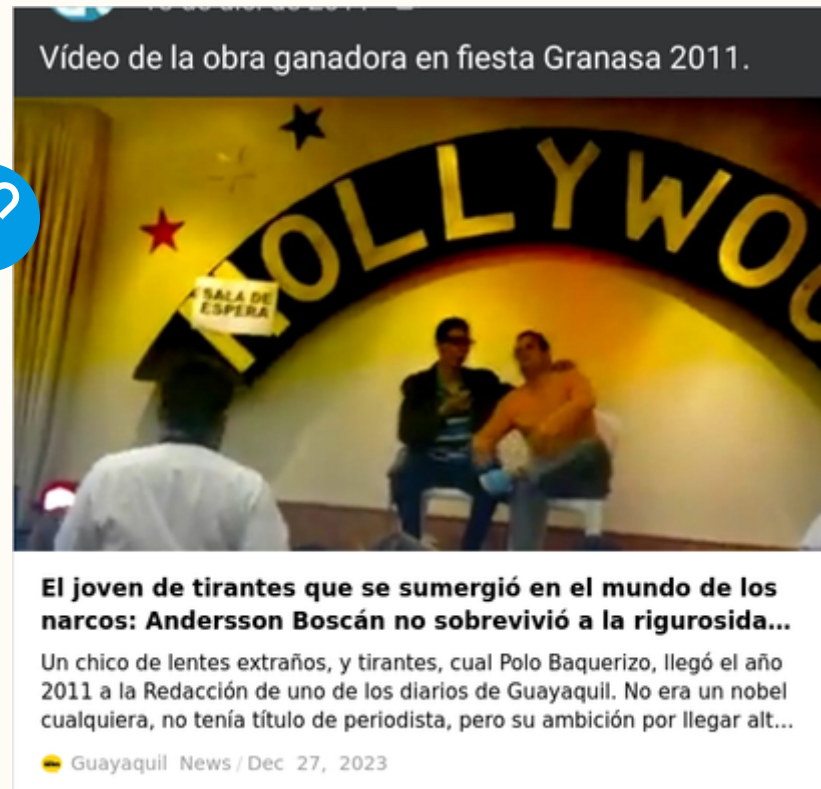 Vídeo de la obra ganadora en fiesta Granasa 2011.
HOLLYWOO
SALA DE
ESPERA
El joven de tirantes que se sumergió en el mundo de los
narcos: Andersson Boscán no sobrevivió a la rigurosida...
Un chico de lentes extraños, y tirantes, cual Polo Baquerizo, llegó el año
2011 a la Redacción de uno de los diarios de Guayaquil. No era un nobel
cualquiera, no tenía título de periodista, pero su ambición por llegar alt...
Guayaquil News / Dec 27, 2023